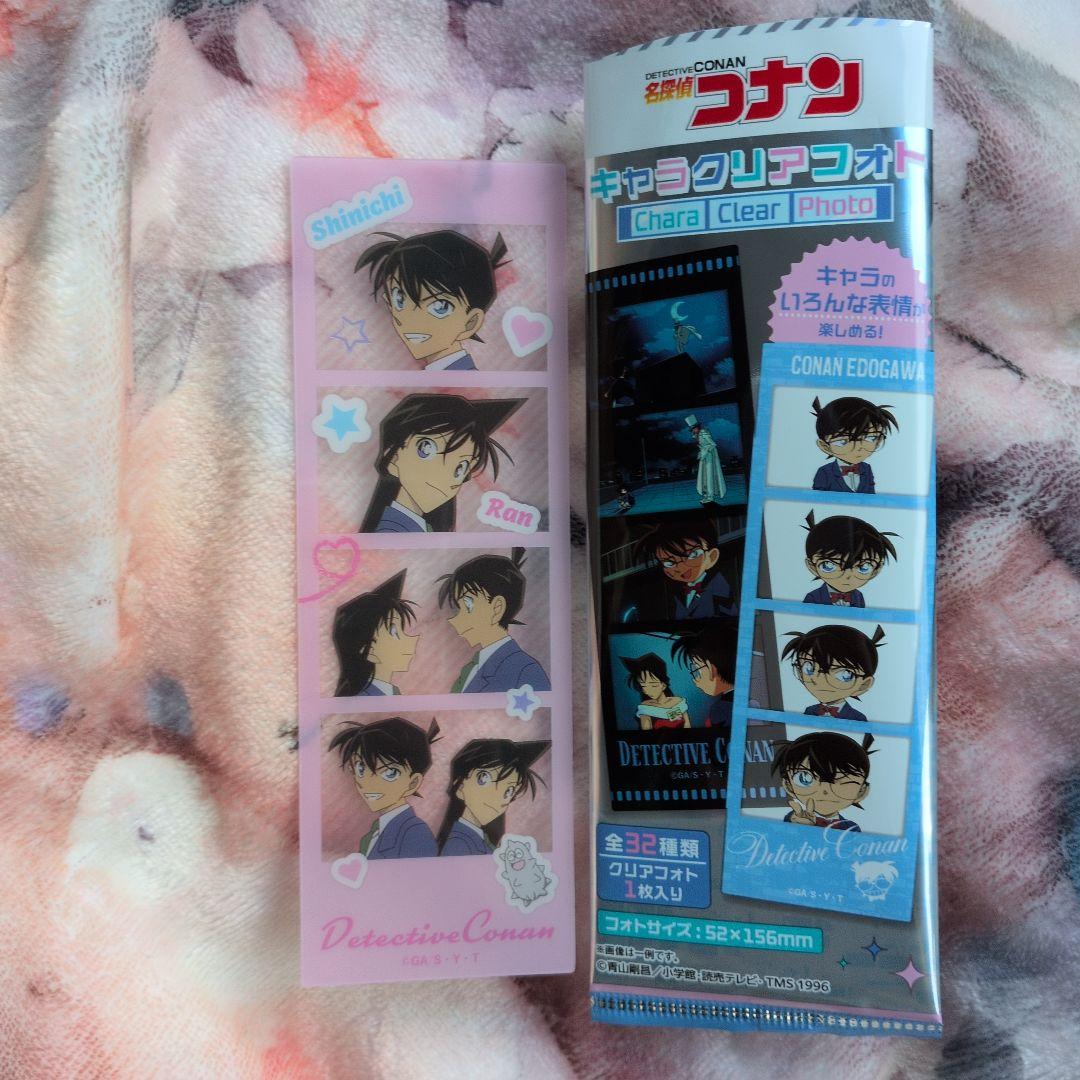 Shinichi
Ran
Detective Conan
©GA/S・Y・T
DETECTIVE CONAN
名探偵コナン
キャラクリアフォト
Chara Clear Photo
キャラの
いろんな表情が
楽しめる!
CONAN EDOGAWA
DETECTIVE CONAN
©GA/S・Y・T
Detective Conan
©GA/S・Y・T
全32種類
クリアフォト
1枚入り
フォトサイズ:52×156mm
※画像は一例です。
©青山剛昌/小学館・読売テレビ・TMS 1996